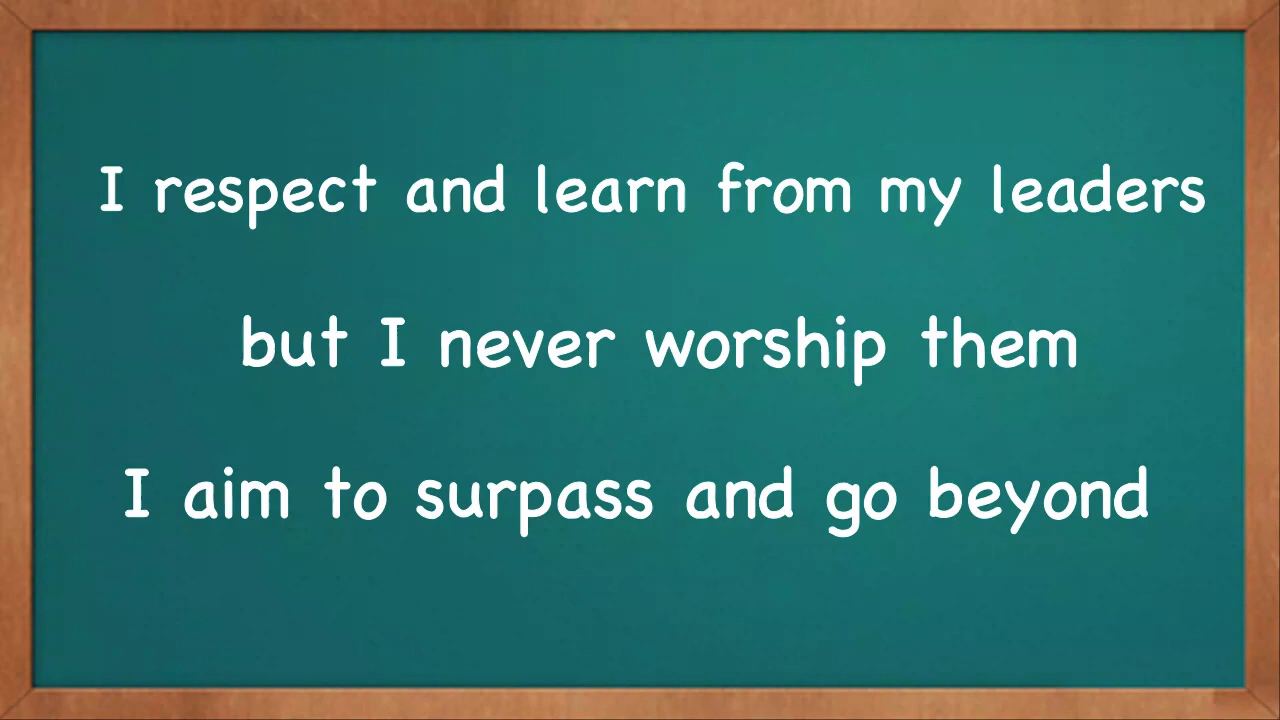 I respect and learn from my leaders
but I never worship them
I aim to surpass and go beyond